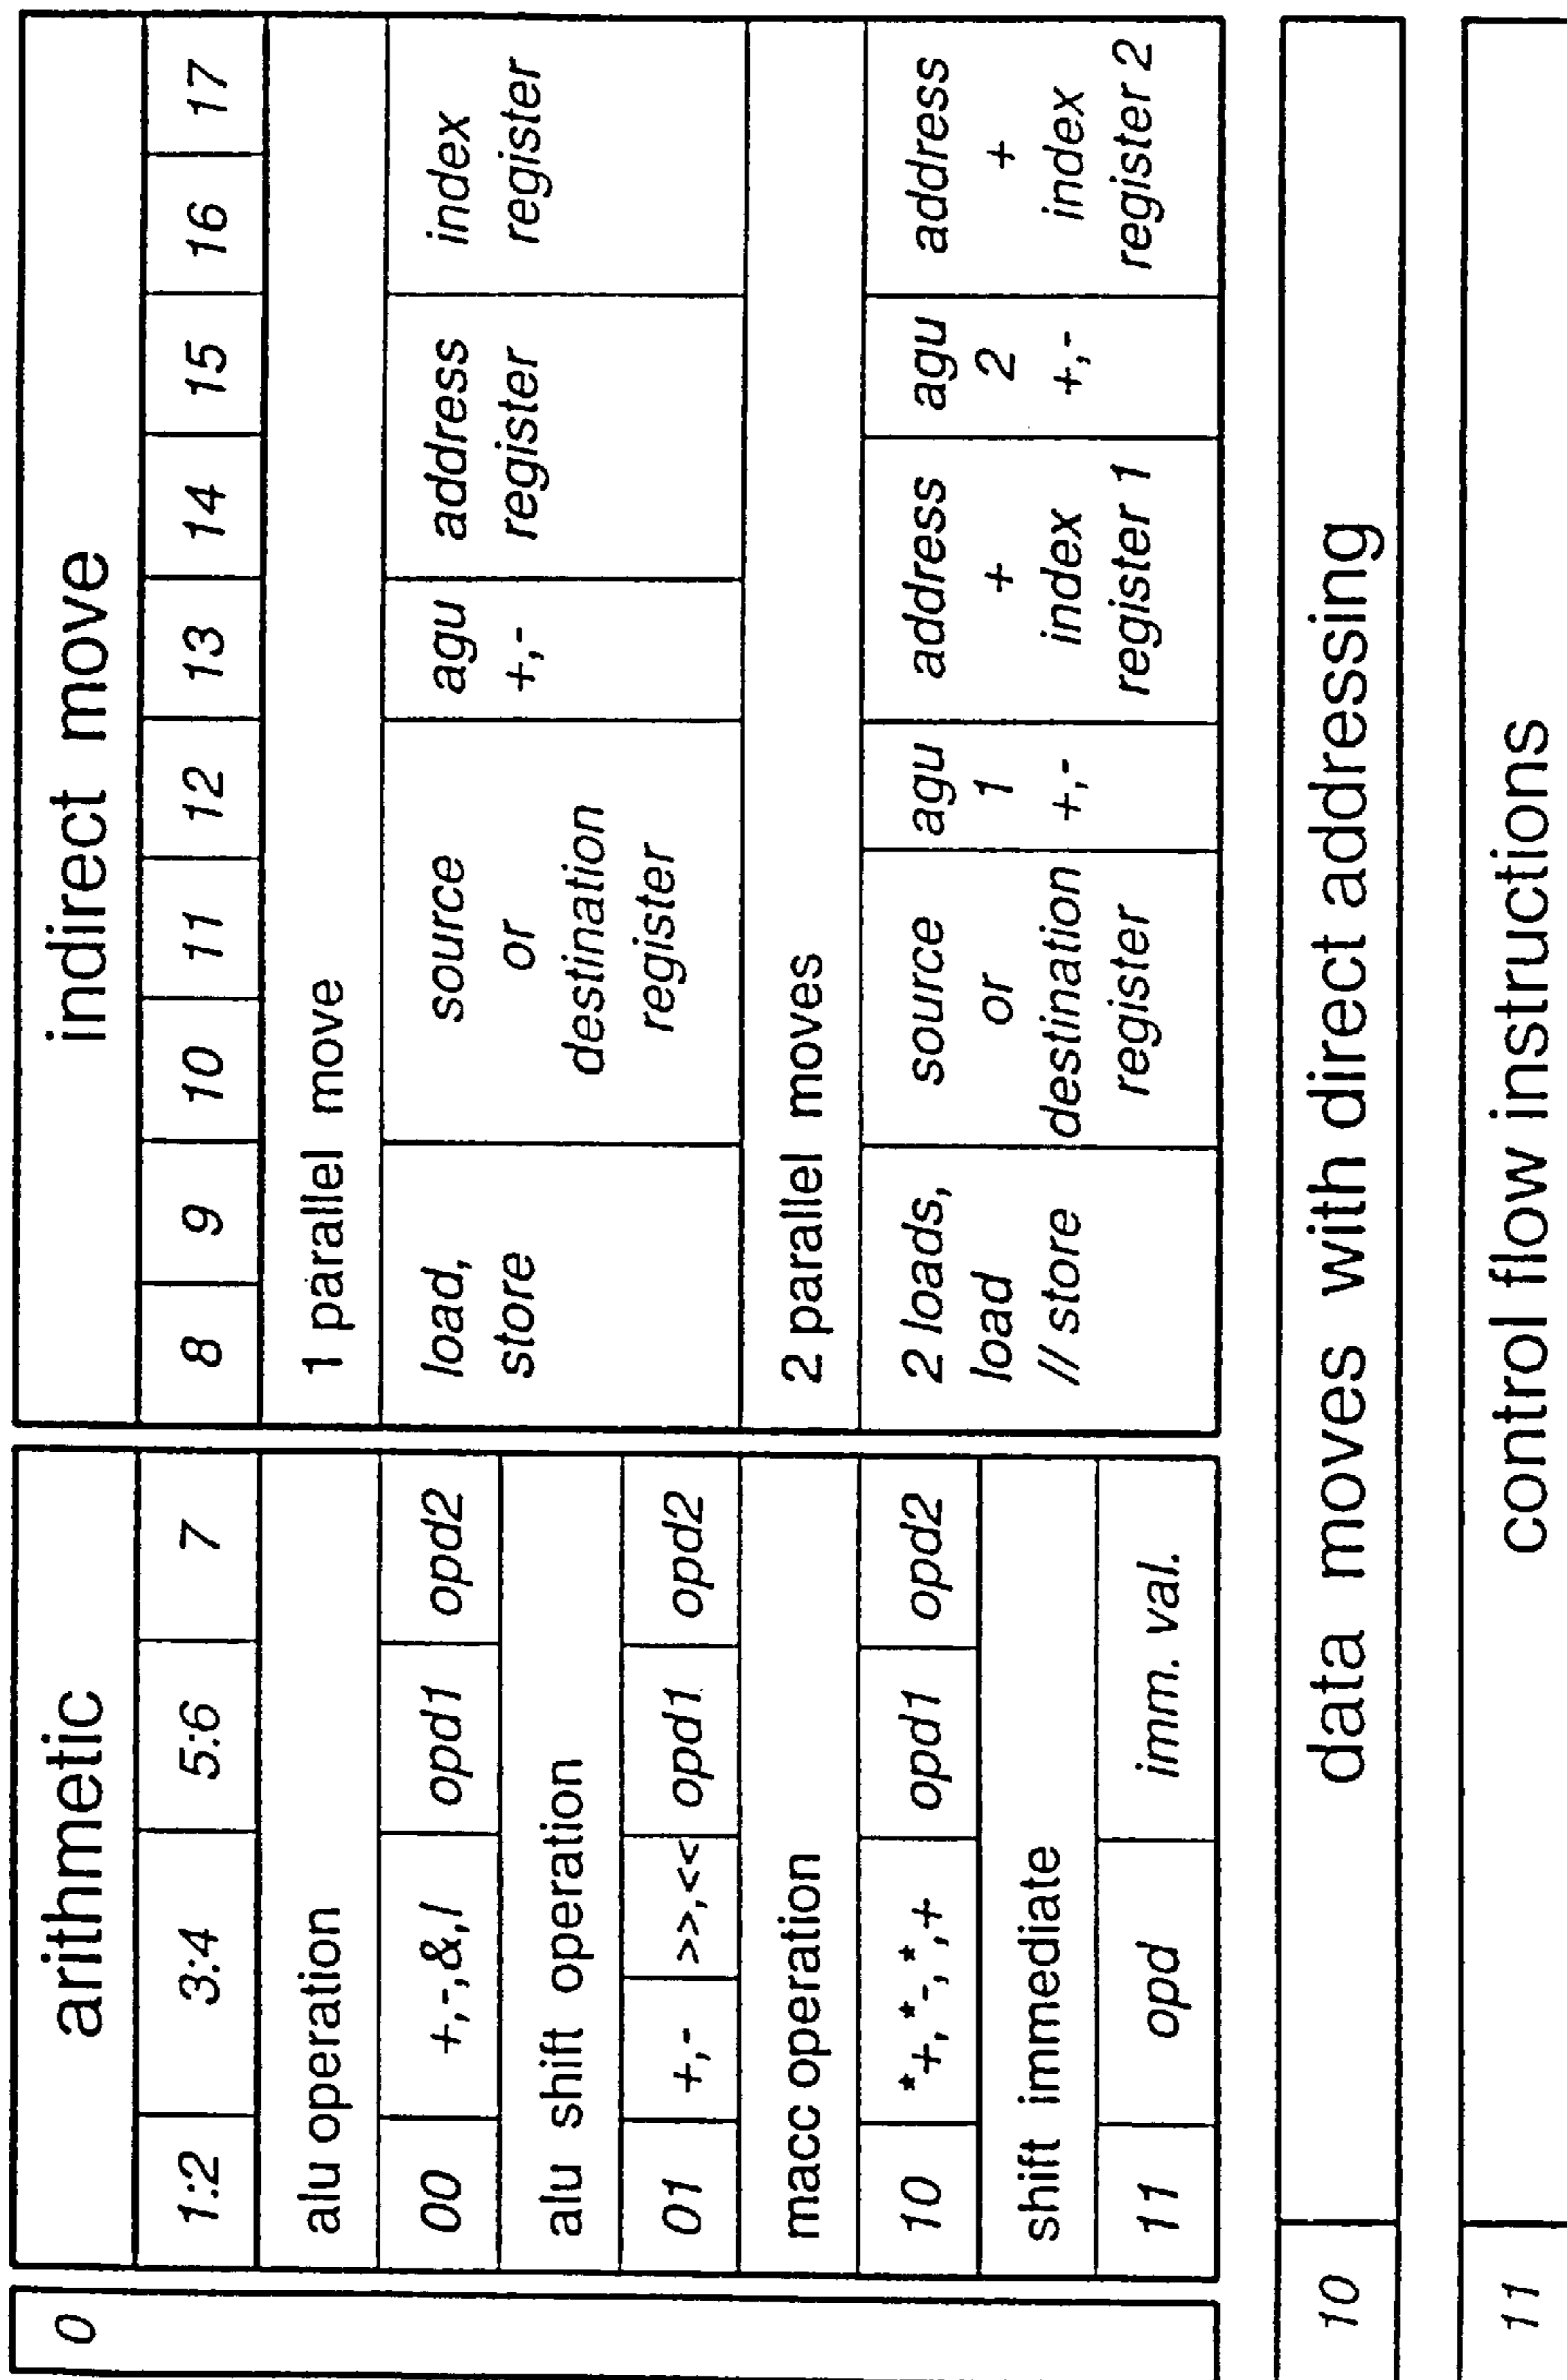 0
arithmetic
1:2 3:4 5:6 7
alu operation
00 +,-,&,| opd1 opd2
alu shift operation
01 +,- >>,<< opd1 opd2
macc operation
10 *+,*-,*,+ opd1 opd2
shift immediate
11 opd imm. val.
indirect move
8 9 10 11 12 13 14 15 16 17
1 parallel move
load,
store
source
or
destination
register
agu
+,-
address
register
index
register
2 parallel moves
2 loads,
load
// store
source
or
destination
register
agu
1
+,-
address
+
index
register 1
agu
2
+,-
address
+
index
register 2
10 data moves with direct addressing
11 control flow instructions